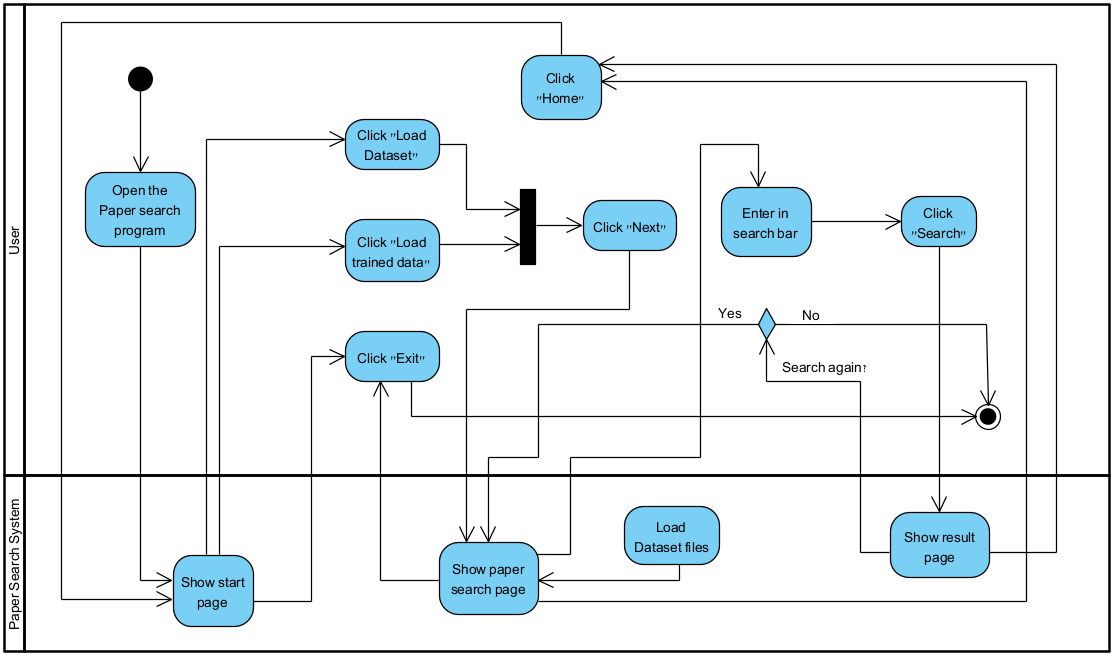 User
Click
"Home"
Click "Load
Dataset"
Open the
Paper search
program
Click "Load
trained data"
Click "Next"
Enter in
search bar
Click
"Search"
Yes
No
Click "Exit"
Search again?
Paper Search System
Load
Dataset files
Show start
page
Show paper
search page
Show result
page